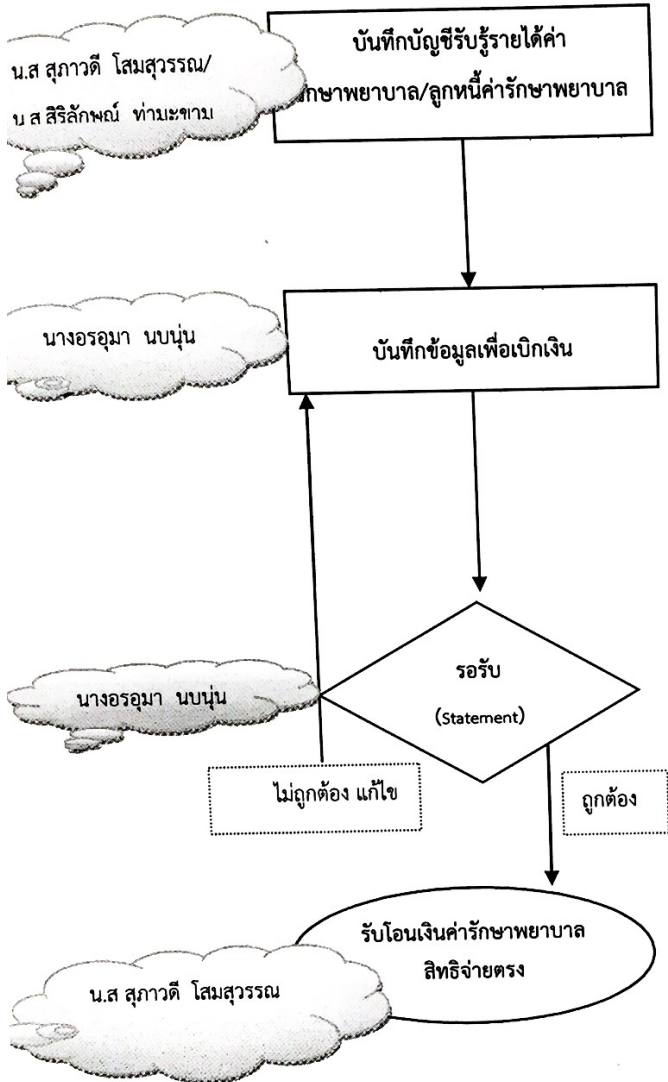 น.ส สุภาวดี โสมสุวรรณ/
น.ส สิริลักษณ์ ท่ามะขาม
บันทึกบัญชีรับรู้รายได้ค่า
กษาพยาบาล/ลูกหนี้ค่ารักษาพยาบาล
นางอรอุมา นบนุ่น
บันทึกข้อมูลเพื่อเบิกเงิน
นางอรอุมา นบนุ่น
รอรับ
(Statement)
ไม่ถูกต้อง แก้ไข
ถูกต้อง
รับโอนเงินค่ารักษาพยาบาล
สิทธิจ่ายตรง
น.ส สุภาวดี โสมสุวรรณ